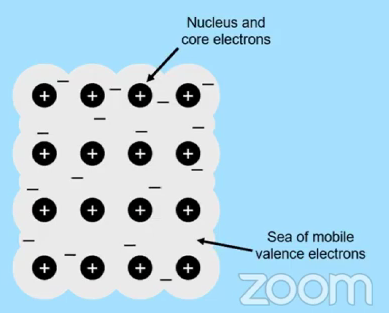 Nucleus and
core electrons
Sea of mobile
valence electrons
zoom